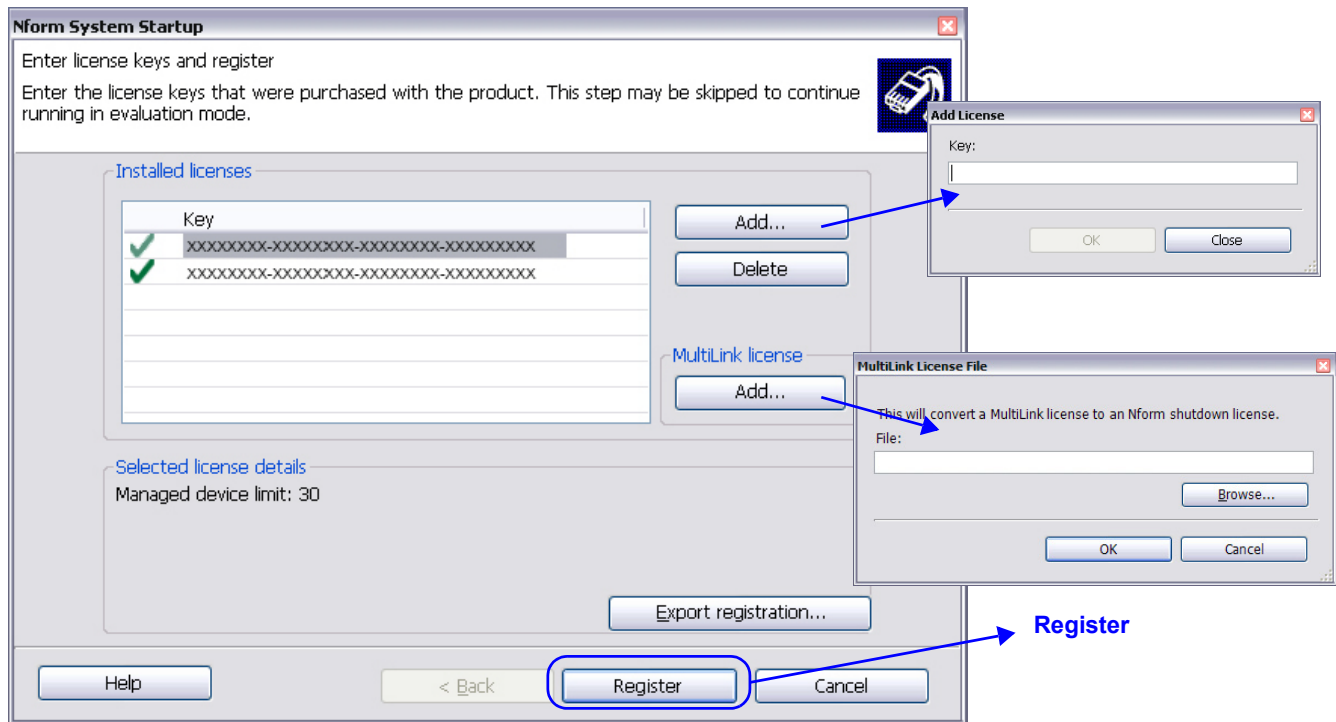 Nform System Startup
Enter license keys and register
Enter the license keys that were purchased with the product. This step may be skipped to continue
running in evaluation mode.
Installed licenses
Key
xxxxxxxx-xxxxxxxx-xxxxxxxx-xxxxxxxxx
xxxxxxxx-xxxxxxxx-xxxxxxxx-xxxxxxxxx
Add...
Delete
MultiLink license
Add...
Selected license details
Managed device limit: 30
Export registration...
Help
< Back
Register
Cancel
Add License
Key:
OK
Close
MultiLink License File
This will convert a MultiLink license to an Nform shutdown license.
File:
Browse...
OK
Cancel
Register